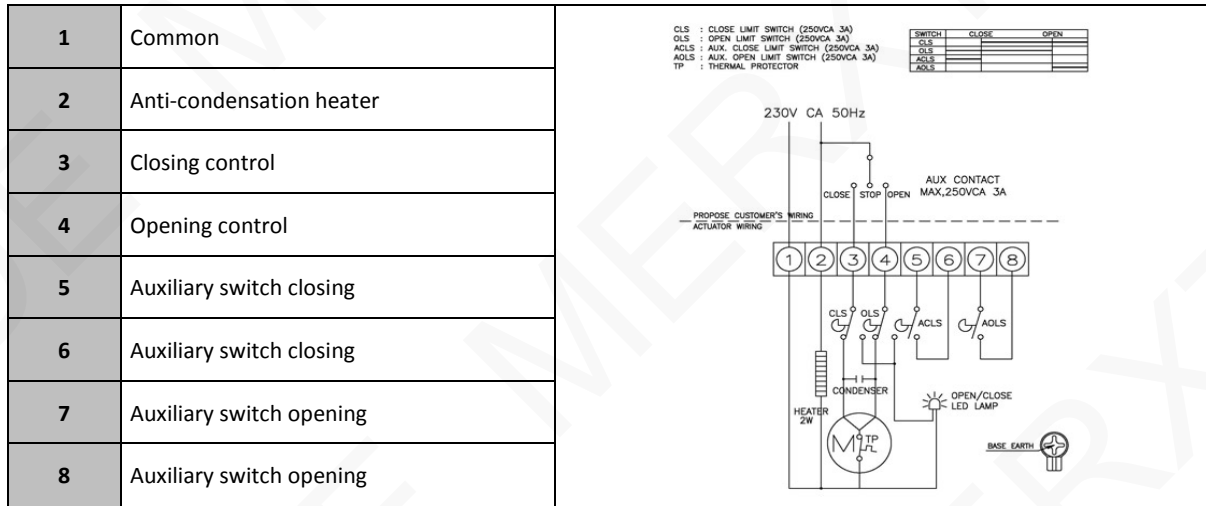 1 Common
2 Anti-condensation heater
3 Closing control
4 Opening control
5 Auxiliary switch closing
6 Auxiliary switch closing
7 Auxiliary switch opening
8 Auxiliary switch opening
CLS : CLOSE LIMIT SWITCH (250VCA 3A)
OLS : OPEN LIMIT SWITCH (250VCA 3A)
ACLS : AUX. CLOSE LIMIT SWITCH (250VCA 3A)
AOLS : AUX. OPEN LIMIT SWITCH (250VCA 3A)
TP : THERMAL PROTECTOR
SWITCH CLOSE OPEN
CLS
OLS
ACLS
AOLS
230V CA 50Hz
CLOSE STOP OPEN
AUX CONTACT
MAX,250VCA 3A
PROPOSE CUSTOMER'S WIRING
ACTUATOR WIRING
1 2 3 4 5 6 7 8
CLS OLS ACLS AOLS
CONDENSER
HEATER
2W
OPEN/CLOSE
LED LAMP
M TP
BASE EARTH